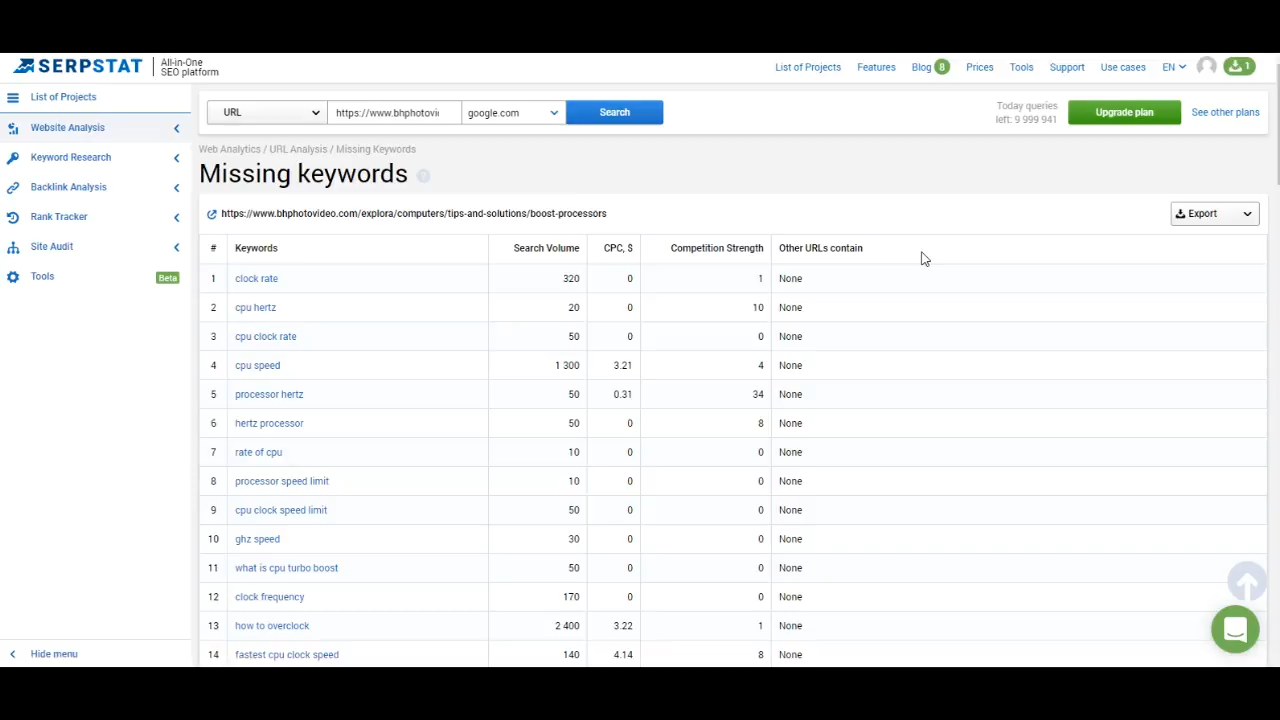 SERPSTAT All-in-One SEO platform
List of Projects Features Blog 8 Prices Tools Support Use cases EN 1
List of Projects
Website Analysis
Keyword Research
Backlink Analysis
Rank Tracker
Site Audit
Tools Beta
Hide menu
URL https://www.bhphotovi google.com Search
Today queries left: 9 999 941
Upgrade plan See other plans
Web Analytics / URL Analysis / Missing Keywords
Missing keywords ?
https://www.bhphotovideo.com/explora/computers/tips-and-solutions/boost-processors
Export
# Keywords Search Volume CPC, $ Competition Strength Other URLs contain
1 clock rate 320 0 1 None
2 cpu hertz 20 0 10 None
3 cpu clock rate 50 0 0 None
4 cpu speed 1 300 3.21 4 None
5 processor hertz 50 0.31 34 None
6 hertz processor 50 0 8 None
7 rate of cpu 10 0 0 None
8 processor speed limit 10 0 0 None
9 cpu clock speed limit 50 0 0 None
10 ghz speed 30 0 0 None
11 what is cpu turbo boost 50 0 0 None
12 clock frequency 170 0 0 None
13 how to overclock 2 400 3.22 1 None
14 fastest cpu clock speed 140 4.14 8 None